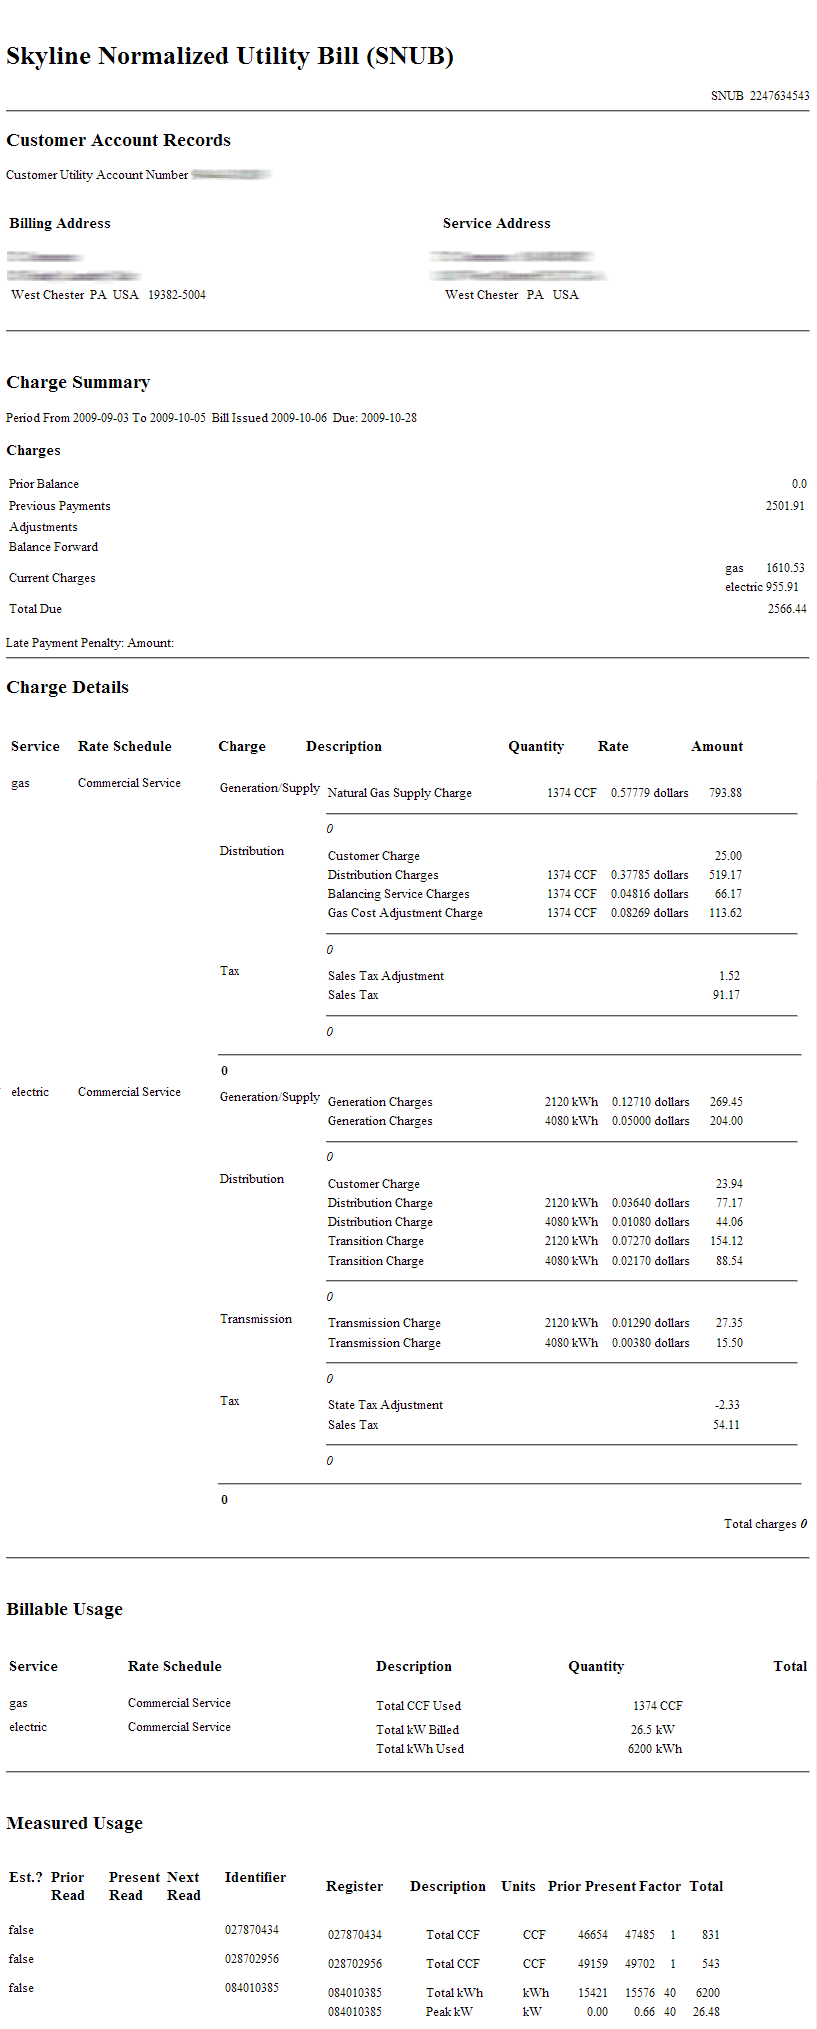 Skyline Normalized Utility Bill (SNUB)
SNUB 2247634543
Customer Account Records
Customer Utility Account Number
Billing Address Service Address
West Chester PA USA 19382-5004 West Chester PA USA
Charge Summary
Period From 2009-09-03 To 2009-10-05 Bill Issued 2009-10-06 Due: 2009-10-28
Charges
Prior Balance 0.0
Previous Payments 2501.91
Adjustments
Balance Forward
Current Charges gas 1610.53
electric 955.91
Total Due 2566.44
Late Payment Penalty: Amount:
Charge Details
Service Rate Schedule Charge Description Quantity Rate Amount
gas Commercial Service Generation/Supply Natural Gas Supply Charge 1374 CCF 0.57779 dollars 793.88
0
Distribution Customer Charge 25.00
Distribution Charges 1374 CCF 0.37785 dollars 519.17
Balancing Service Charges 1374 CCF 0.04816 dollars 66.17
Gas Cost Adjustment Charge 1374 CCF 0.08269 dollars 113.62
0
Tax Sales Tax Adjustment 1.52
Sales Tax 91.17
0
0
electric Commercial Service Generation/Supply Generation Charges 2120 kWh 0.12710 dollars 269.45
Generation Charges 4080 kWh 0.05000 dollars 204.00
0
Distribution Customer Charge 23.94
Distribution Charge 2120 kWh 0.03640 dollars 77.17
Distribution Charge 4080 kWh 0.01080 dollars 44.06
Transition Charge 2120 kWh 0.07270 dollars 154.12
Transition Charge 4080 kWh 0.02170 dollars 88.54
0
Transmission Transmission Charge 2120 kWh 0.01290 dollars 27.35
Transmission Charge 4080 kWh 0.00380 dollars 15.50
0
Tax State Tax Adjustment -2.33
Sales Tax 54.11
0
0
Total charges 0
Billable Usage
Service Rate Schedule Description Quantity Total
gas Commercial Service Total CCF Used 1374 CCF
electric Commercial Service Total kW Billed 26.5 kW
Total kWh Used 6200 kWh
Measured Usage
Est.? Prior Read Present Read Next Read Identifier Register Description Units Prior Present Factor Total
false 027870434 027870434 Total CCF CCF 46654 47485 1 831
false 028702956 028702956 Total CCF CCF 49159 49702 1 543
false 084010385 084010385 Total kWh kWh 15421 15576 40 6200
084010385 Peak kW kW 0.00 0.66 40 26.48